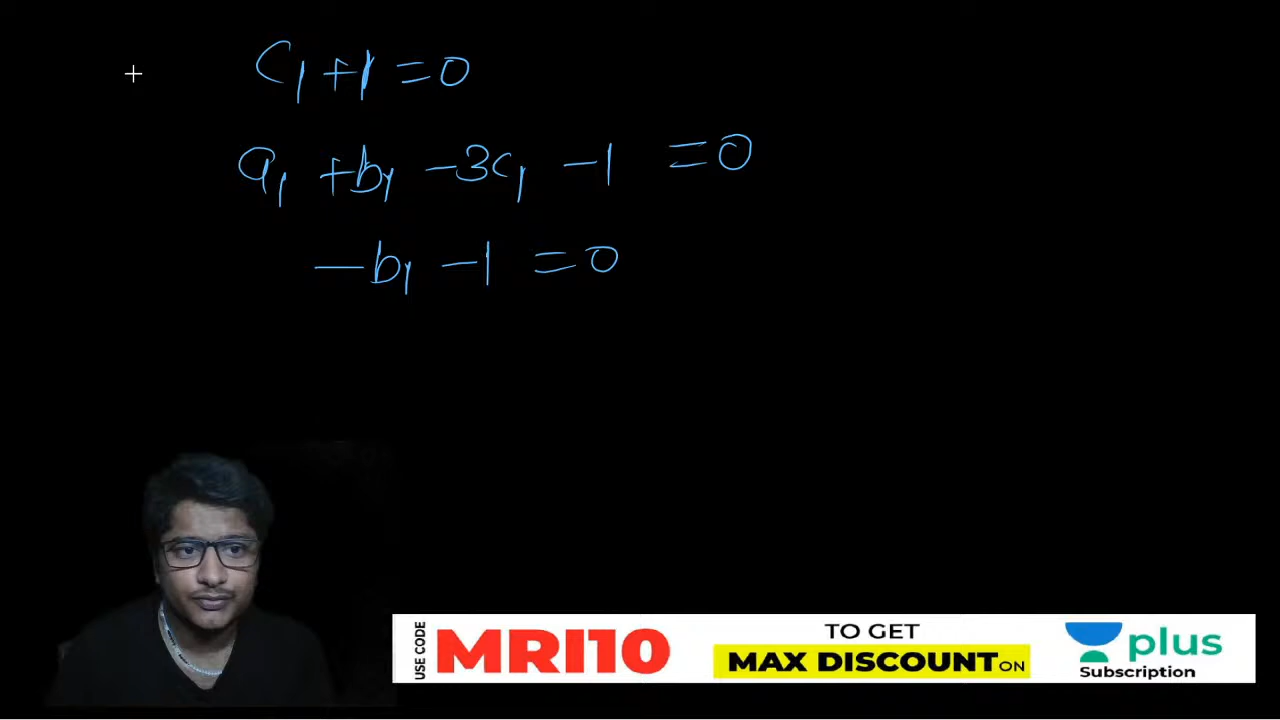 c₁ + 1 = 0
a₁ + b₁ - 3c₁ - 1 = 0
- b₁ - 1 = 0
USE CODE
MRI10
TO GET
MAX DISCOUNT ON
plus
Subscription